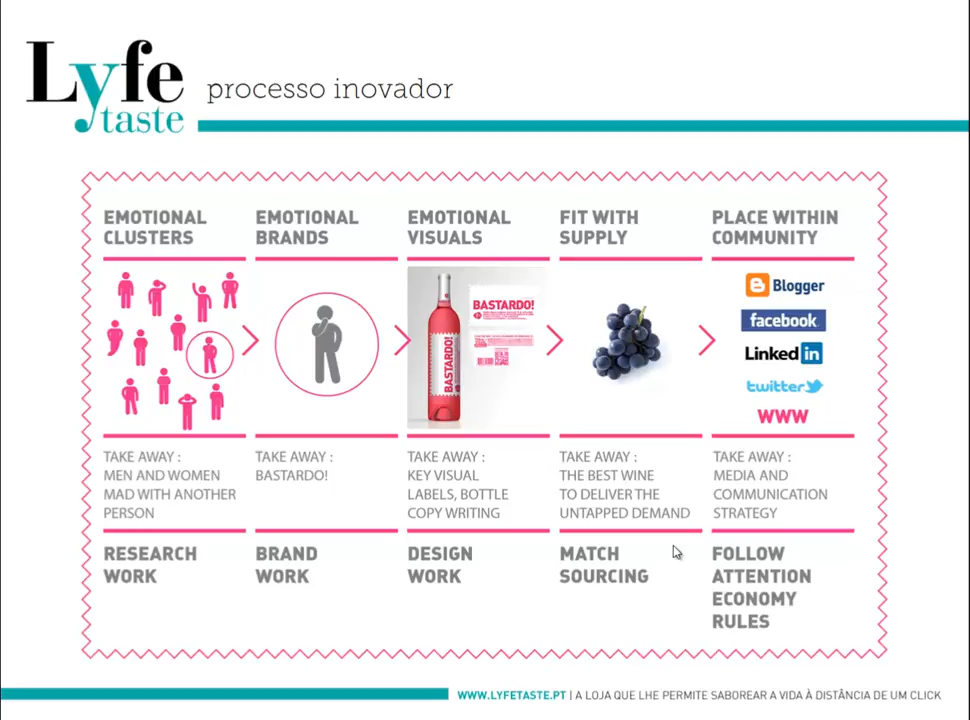 Lyfe
taste
processo inovador
EMOTIONAL
CLUSTERS
EMOTIONAL
BRANDS
EMOTIONAL
VISUALS
FIT WITH
SUPPLY
PLACE WITHIN
COMMUNITY
BASTARDO!
BASTARDO!
Blogger
facebook
Linked in
twitter
WWW
TAKE AWAY :
MEN AND WOMEN
MAD WITH ANOTHER
PERSON
TAKE AWAY :
BASTARDO!
TAKE AWAY :
KEY VISUAL
LABELS, BOTTLE
COPY WRITING
TAKE AWAY :
THE BEST WINE
TO DELIVER THE
UNTAPPED DEMAND
TAKE AWAY :
MEDIA AND
COMMUNICATION
STRATEGY
RESEARCH
WORK
BRAND
WORK
DESIGN
WORK
MATCH
SOURCING
FOLLOW
ATTENTION
ECONOMY
RULES
WWW.LYFETASTE.PT | A LOJA QUE LHE PERMITE SABOREAR A VIDA À DISTÂNCIA DE UM CLICK